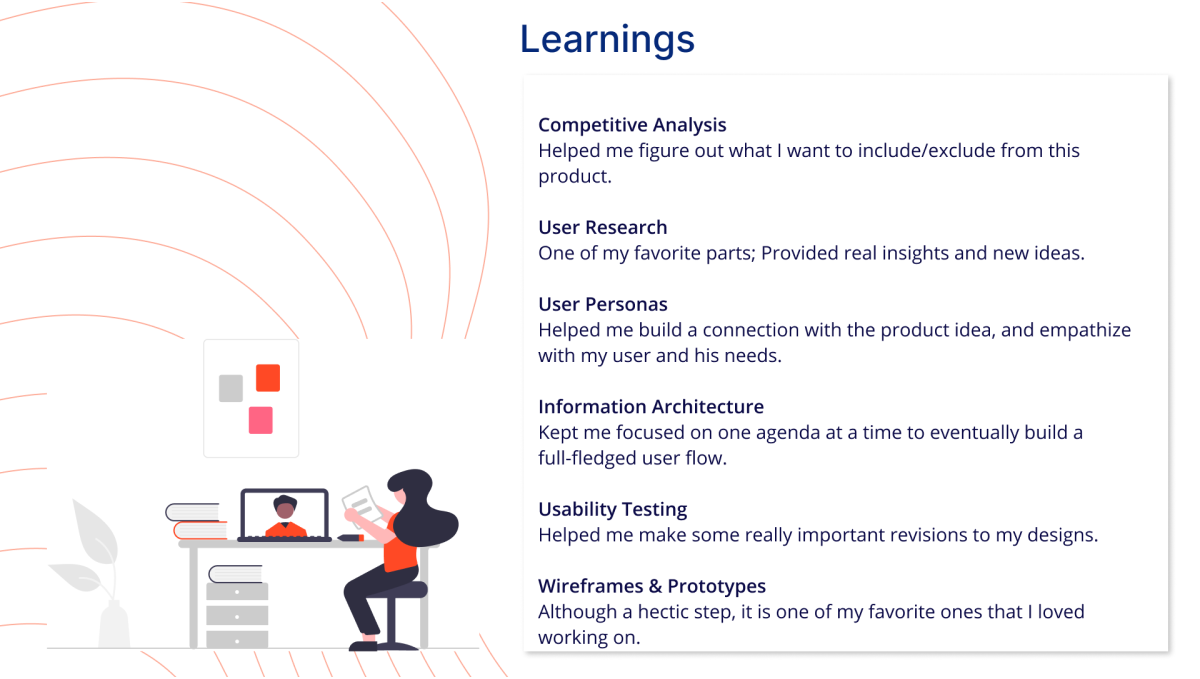 Learnings
Competitive Analysis
Helped me figure out what I want to include/exclude from this
product.
User Research
One of my favorite parts; Provided real insights and new ideas.
User Personas
Helped me build a connection with the product idea, and empathize
with my user and his needs.
Information Architecture
Kept me focused on one agenda at a time to eventually build a
full-fledged user flow.
Usability Testing
Helped me make some really important revisions to my designs.
Wireframes & Prototypes
Although a hectic step, it is one of my favorite ones that I loved
working on.